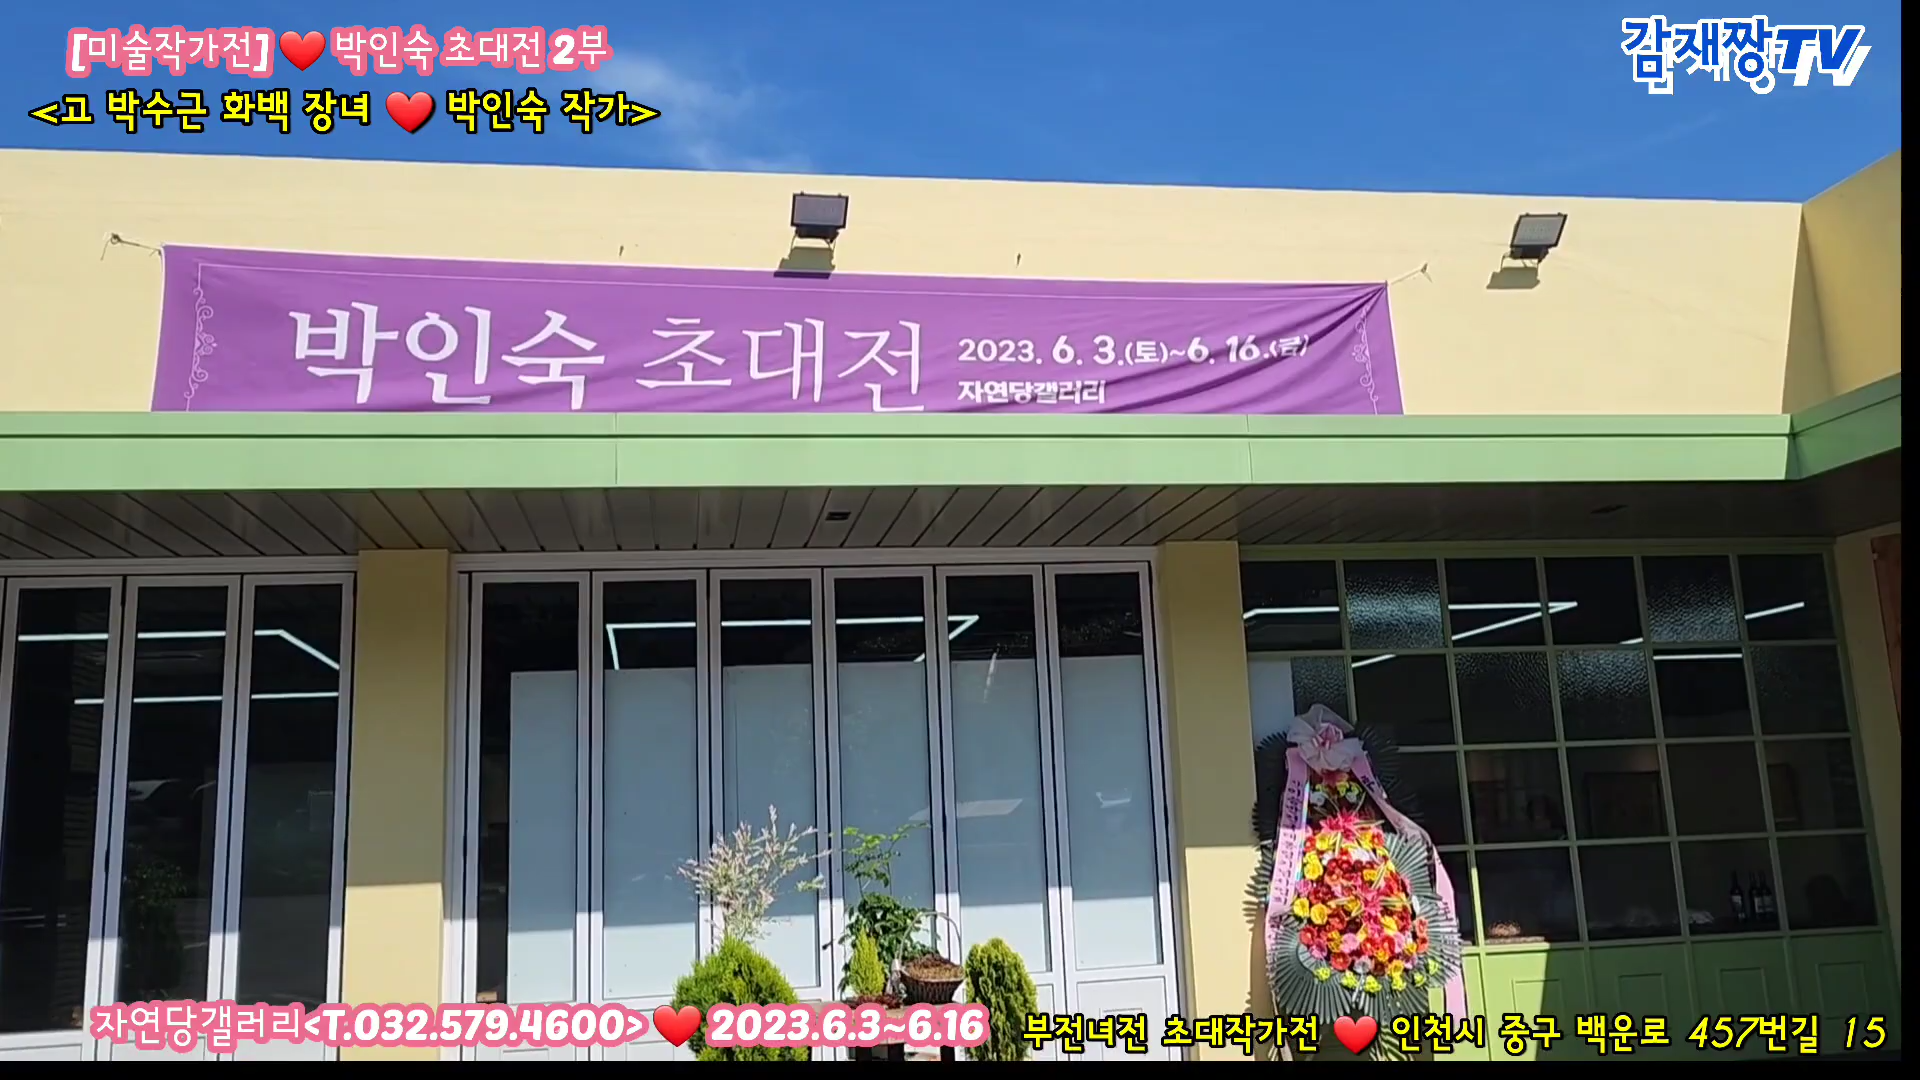 [미술작가전]❤️박인숙 초대전 2부
<고 박수근 화백 장녀 ❤️ 박인숙 작가>
감재짱TV
박인숙 초대전
2023. 6. 3.(토)~6. 16.(금)
자연당갤러리
자연당갤러리<T.032.579.4600>❤️2023.6.3~6.16
부전녀전 초대작가전 ❤️ 인천시 중구 백운로 457번길 15